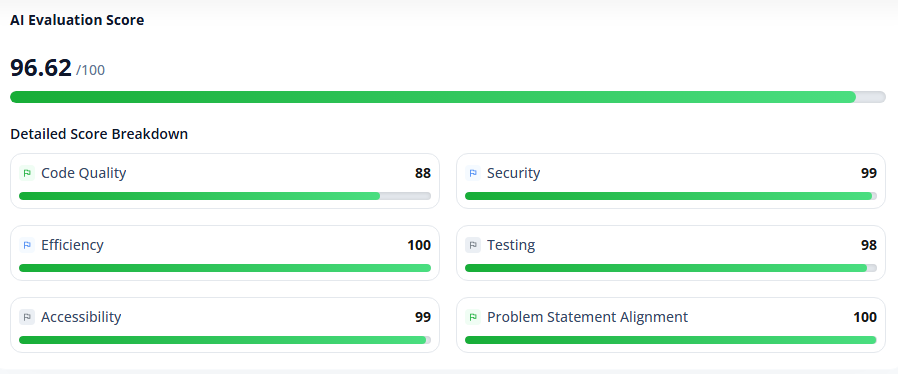 AI Evaluation Score
96.62 /100
Detailed Score Breakdown
Code Quality 88
Security 99
Efficiency 100
Testing 98
Accessibility 99
Problem Statement Alignment 100